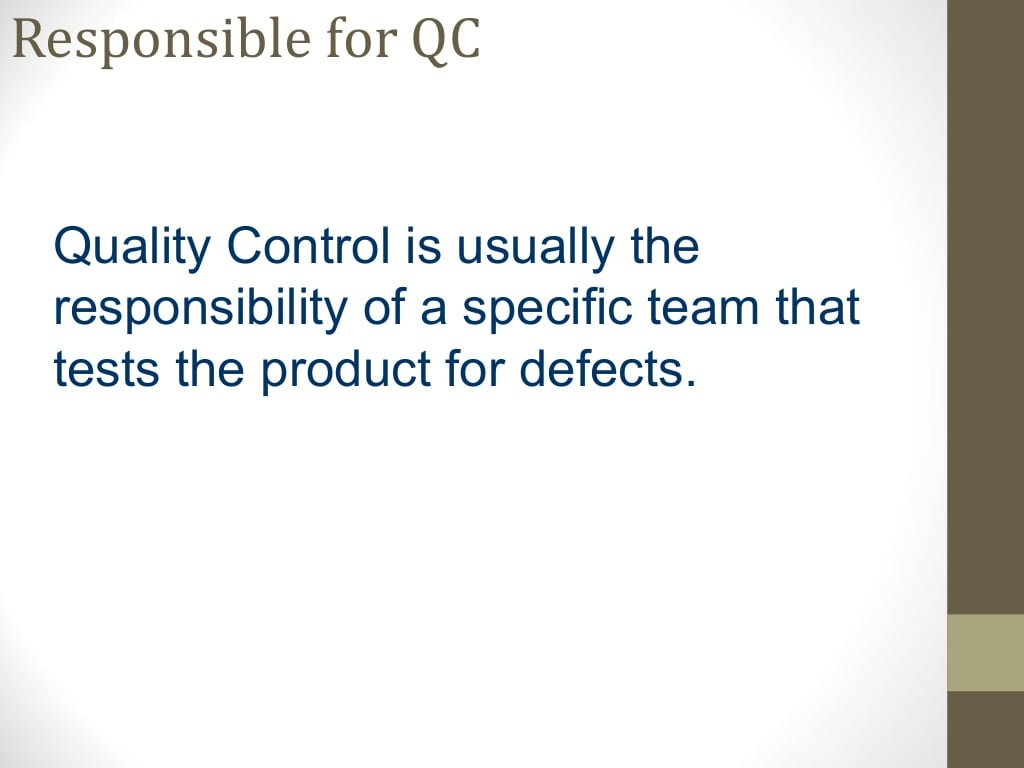 Responsible for QC
Quality Control is usually the
responsibility of a specific team that
tests the product for defects.